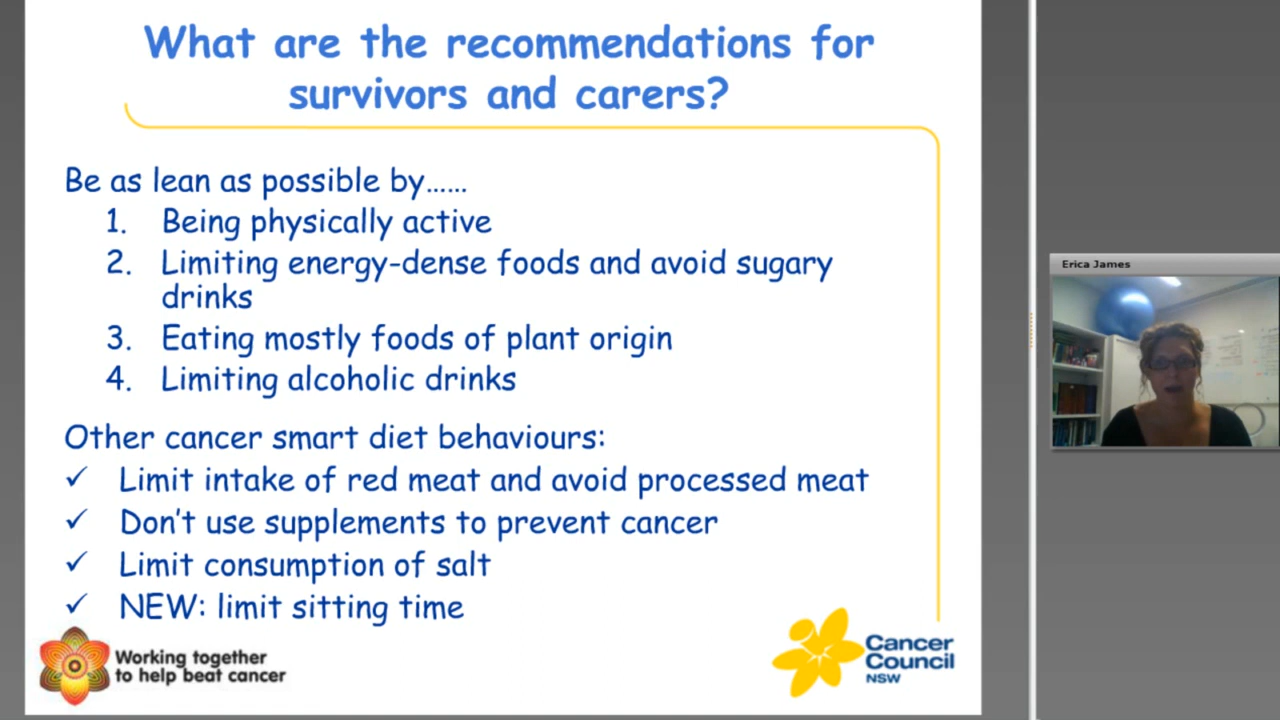 What are the recommendations for
survivors and carers?
Be as lean as possible by......
1. Being physically active
2. Limiting energy-dense foods and avoid sugary
drinks
3. Eating mostly foods of plant origin
4. Limiting alcoholic drinks
Other cancer smart diet behaviours:
✓ Limit intake of red meat and avoid processed meat
✓ Don't use supplements to prevent cancer
✓ Limit consumption of salt
✓ NEW: limit sitting time
Working together
to help beat cancer
Cancer
Council
NSW
Erica James